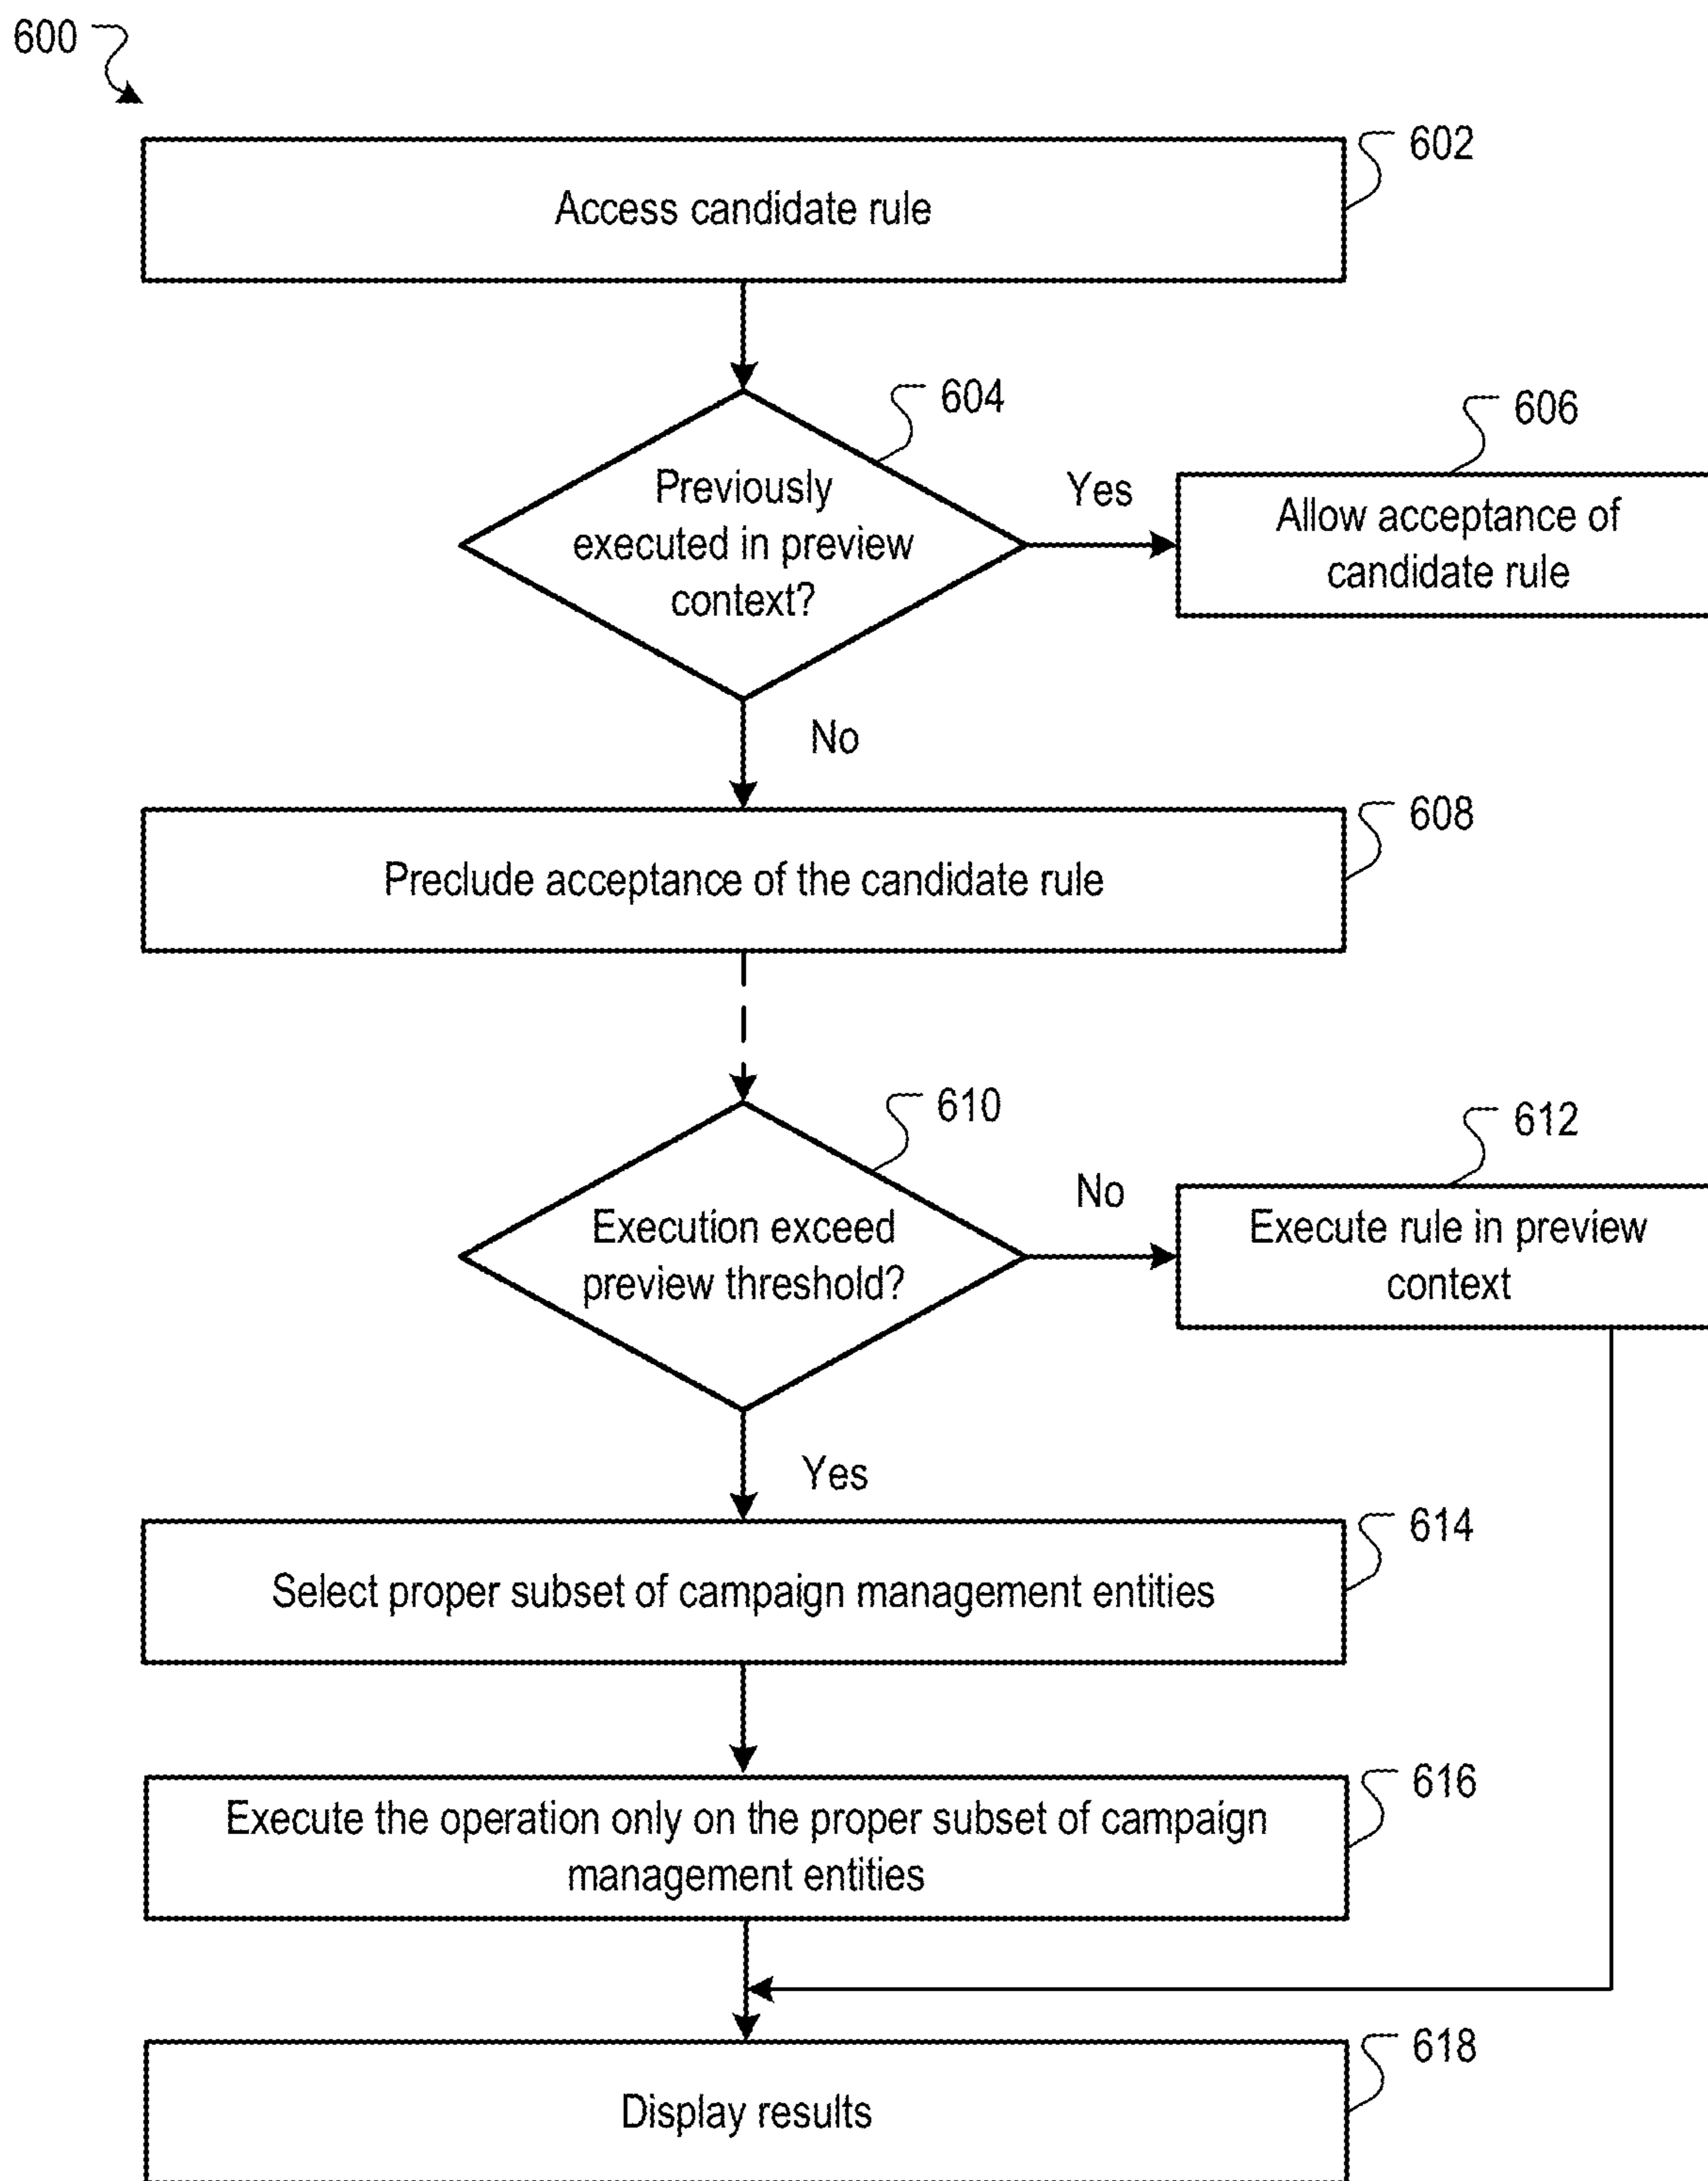 600
602
Access candidate rule
604
Previously
executed in preview
context?
Yes
606
Allow acceptance of
candidate rule
No
608
Preclude acceptance of the candidate rule
610
Execution exceed
preview threshold?
No
612
Execute rule in preview
context
Yes
614
Select proper subset of campaign management entities
616
Execute the operation only on the proper subset of campaign
management entities
618
Display results